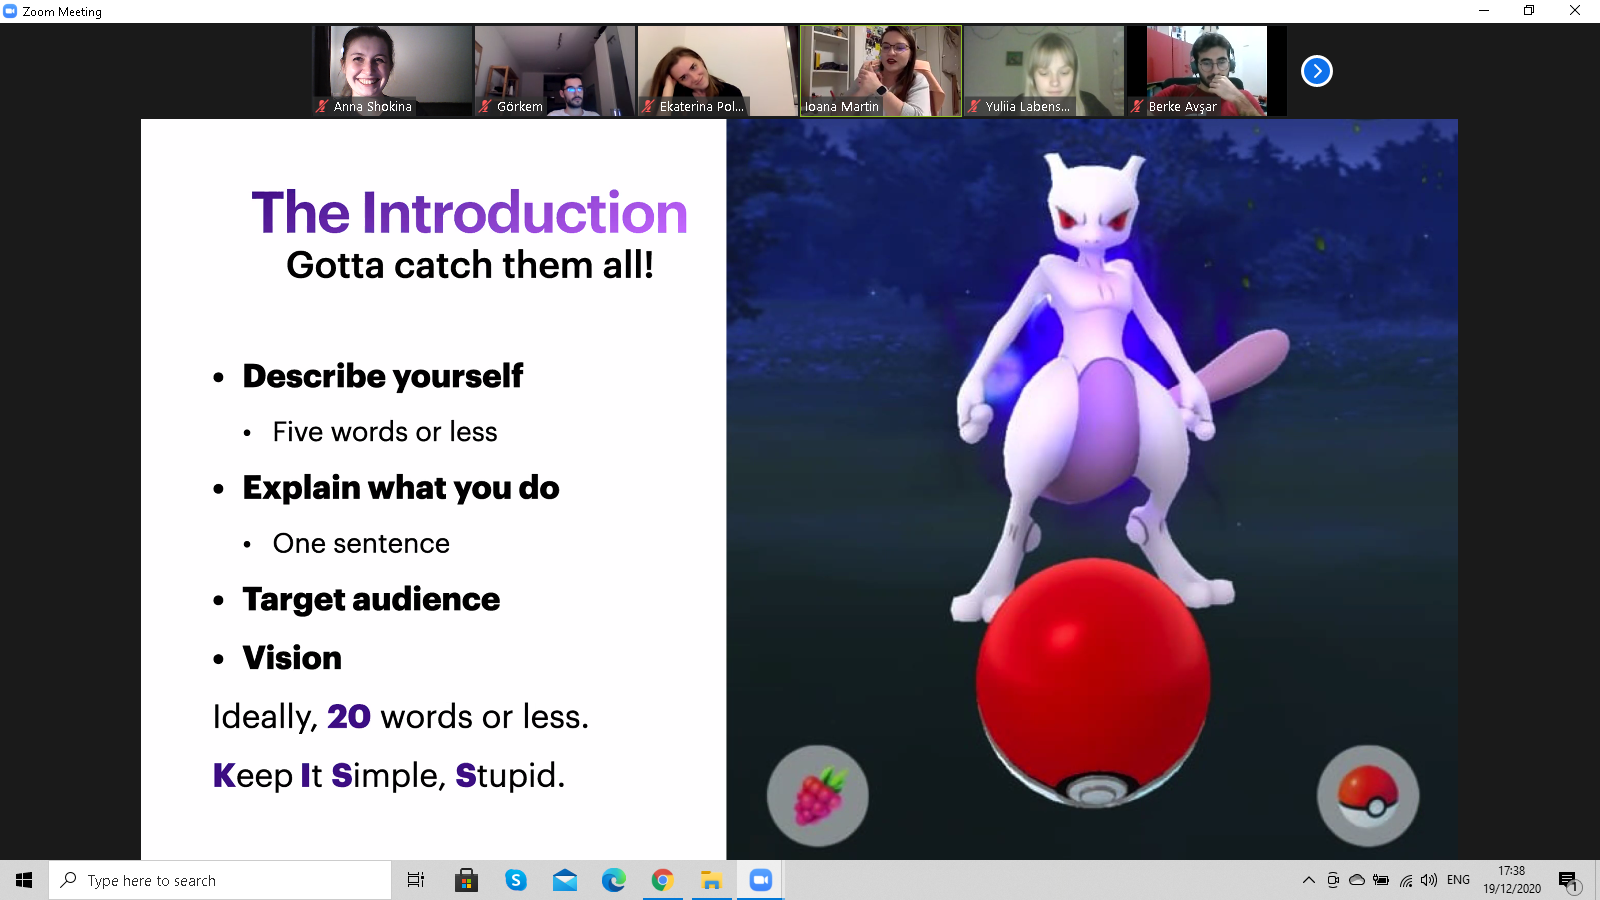 Zoom Meeting
Anna Shokina
Görkem
Ekaterina Pol...
Ioana Martin
Yuliia Labens...
Berke Avşar
The Introduction
Gotta catch them all!
• Describe yourself
• Five words or less
• Explain what you do
• One sentence
• Target audience
• Vision
Ideally, 20 words or less.
Keep It Simple, Stupid.
Type here to search
ENG
17:38
19/12/2020
1